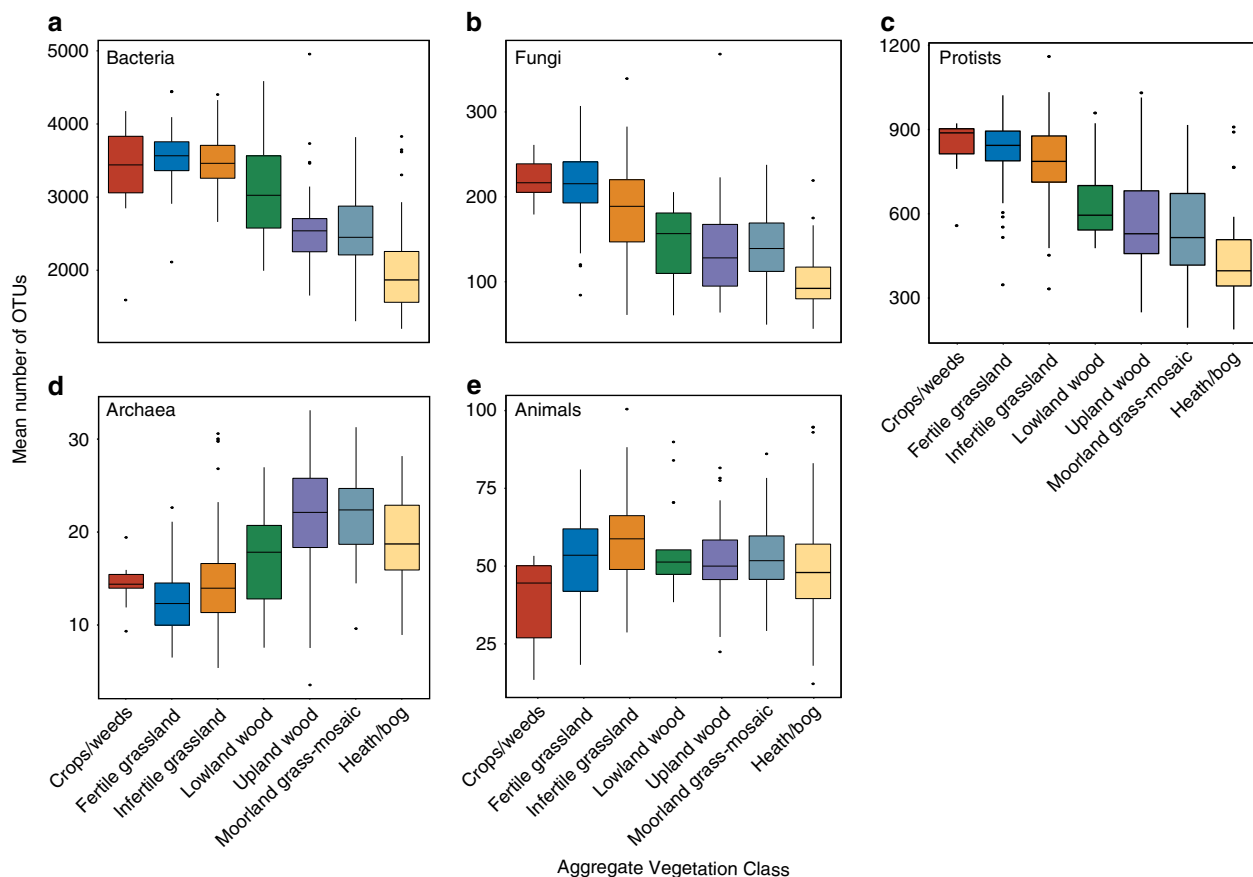 a
Bacteria
5000
4000
3000
2000
b
Fungi
300
200
100
c
Protists
1200
900
600
300
Crops/weeds
Fertile grassland
Infertile grassland
Lowland wood
Upland wood
Moorland grass-mosaic
Heath/bog
Mean number of OTUs
d
Archaea
30
20
10
Crops/weeds
Fertile grassland
Infertile grassland
Lowland wood
Upland wood
Moorland grass-mosaic
Heath/bog
e
Animals
100
75
50
25
Crops/weeds
Fertile grassland
Infertile grassland
Lowland wood
Upland wood
Moorland grass-mosaic
Heath/bog
Aggregate Vegetation Class